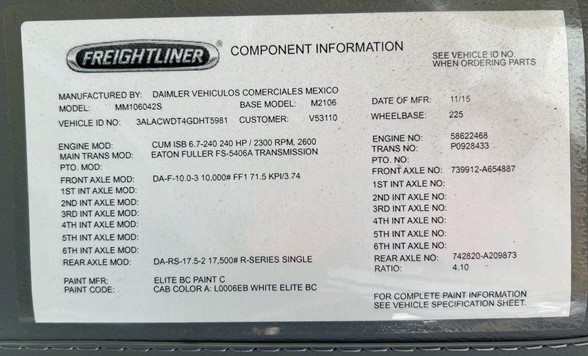 FREIGHTLINER COMPONENT INFORMATION
SEE VEHICLE ID NO.
WHEN ORDERING PARTS
MANUFACTURED BY: DAIMLER VEHICULOS COMERCIALES MEXICO
MODEL: MM106042S BASE MODEL: M2106 DATE OF MFR: 11/15
VEHICLE ID NO: 3ALACWDT4GDHT5981 CUSTOMER: V53110 WHEELBASE: 225
ENGINE MOD: CUM ISB 6.7-240 240 HP / 2300 RPM, 2600 ENGINE NO: 58622468
MAIN TRANS MOD: EATON FULLER FS-5406A TRANSMISSION TRANS NO: P0928433
PTO. MOD: PTO. NO:
FRONT AXLE MOD: DA-F-10.0-3 10,000# FF1 71.5 KPI/3.74 FRONT AXLE NO: 739912-A654887
1ST INT AXLE MOD: 1ST INT AXLE NO:
2ND INT AXLE MOD: 2ND INT AXLE NO:
3RD INT AXLE MOD: 3RD INT AXLE NO:
4TH INT AXLE MOD: 4TH INT AXLE NO:
5TH INT AXLE MOD: 5TH INT AXLE NO:
6TH INT AXLE MOD: 6TH INT AXLE NO:
REAR AXLE MOD: DA-RS-17.5-2 17,500# R-SERIES SINGLE REAR AXLE NO: 742820-A209873
RATIO: 4.10
PAINT MFR: ELITE BC PAINT C
PAINT CODE: CAB COLOR A: L0006EB WHITE ELITE BC
FOR COMPLETE PAINT INFORMATION
SEE VEHICLE SPECIFICATION SHEET.